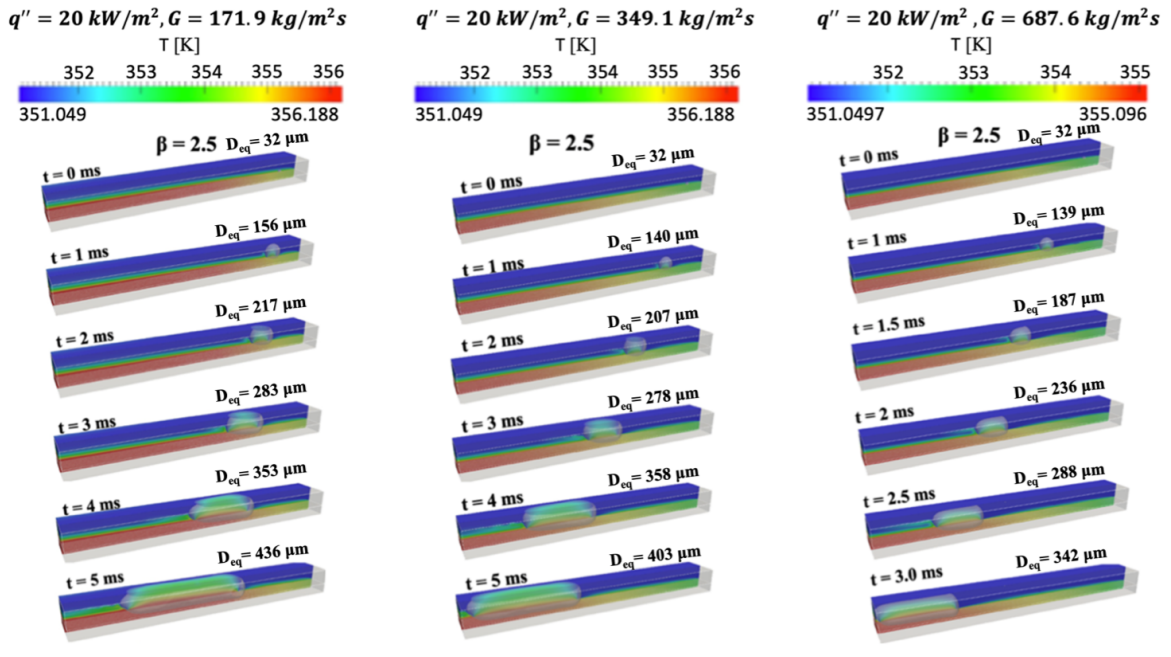 q'' = 20 kW/m², G = 171.9 kg/m²s
T [K]
352 353 354 355 356
351.049 356.188
β = 2.5 D_eq= 32 μm
t = 0 ms
D_eq= 156 μm
t = 1 ms
D_eq= 217 μm
t = 2 ms
D_eq= 283 μm
t = 3 ms
D_eq= 353 μm
t = 4 ms
D_eq= 436 μm
t = 5 ms
q'' = 20 kW/m², G = 349.1 kg/m²s
T [K]
352 353 354 355 356
351.049 356.188
β = 2.5
D_eq= 32 μm
t = 0 ms
D_eq= 140 μm
t = 1 ms
D_eq= 207 μm
t = 2 ms
D_eq= 278 μm
t = 3 ms
D_eq= 358 μm
t = 4 ms
D_eq= 403 μm
t = 5 ms
q'' = 20 kW/m² , G = 687.6 kg/m²s
T [K]
352 353 354 355
351.0497 355.096
β = 2.5 D_eq= 32 μm
t = 0 ms
D_eq= 139 μm
t = 1 ms
D_eq= 187 μm
t = 1.5 ms
D_eq= 236 μm
t = 2 ms
D_eq= 288 μm
t = 2.5 ms
D_eq= 342 μm
t = 3.0 ms